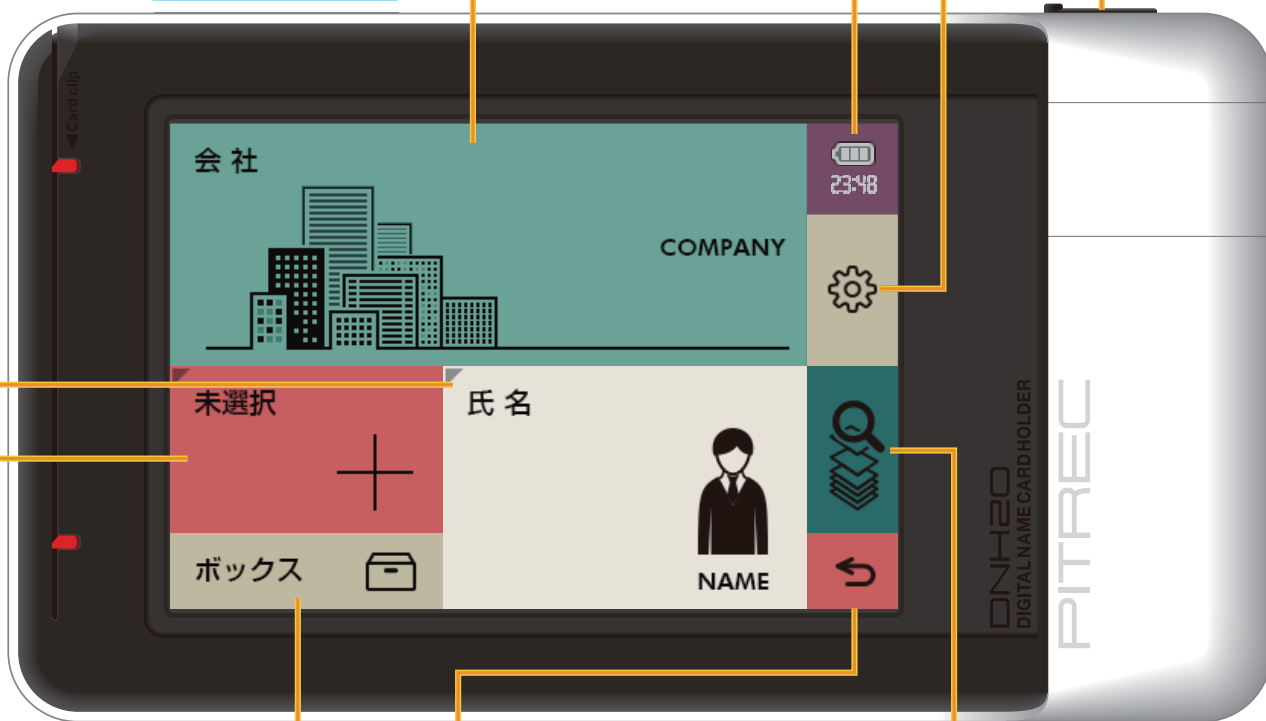 ◀Card clip
会 社
COMPANY
23:48
未選択
氏 名
NAME
ボックス
DNH20
DIGITAL NAME CARD HOLDER
PITREC